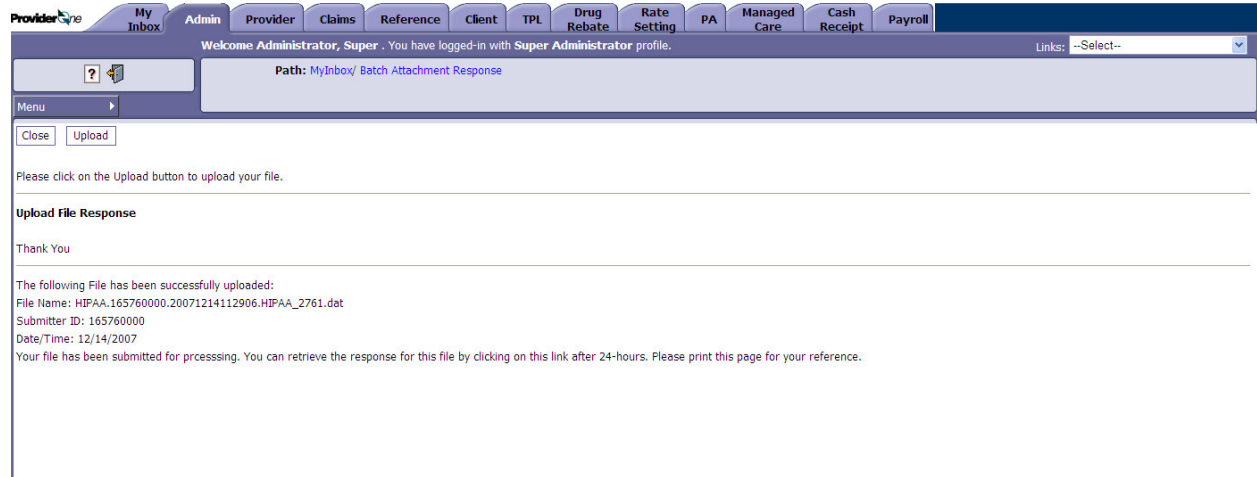 ProviderOne
My Inbox
Admin
Provider
Claims
Reference
Client
TPL
Drug Rebate
Rate Setting
PA
Managed Care
Cash Receipt
Payroll
Welcome Administrator, Super . You have logged-in with Super Administrator profile.
Links: --Select--
?
Path: MyInbox/ Batch Attachment Response
Menu
Close Upload
Please click on the Upload button to upload your file.
Upload File Response
Thank You
The following File has been successfully uploaded:
File Name: HIPAA.165760000.20071214112906.HIPAA_2761.dat
Submitter ID: 165760000
Date/Time: 12/14/2007
Your file has been submitted for prcesssing. You can retrieve the response for this file by clicking on this link after 24-hours. Please print this page for your reference.